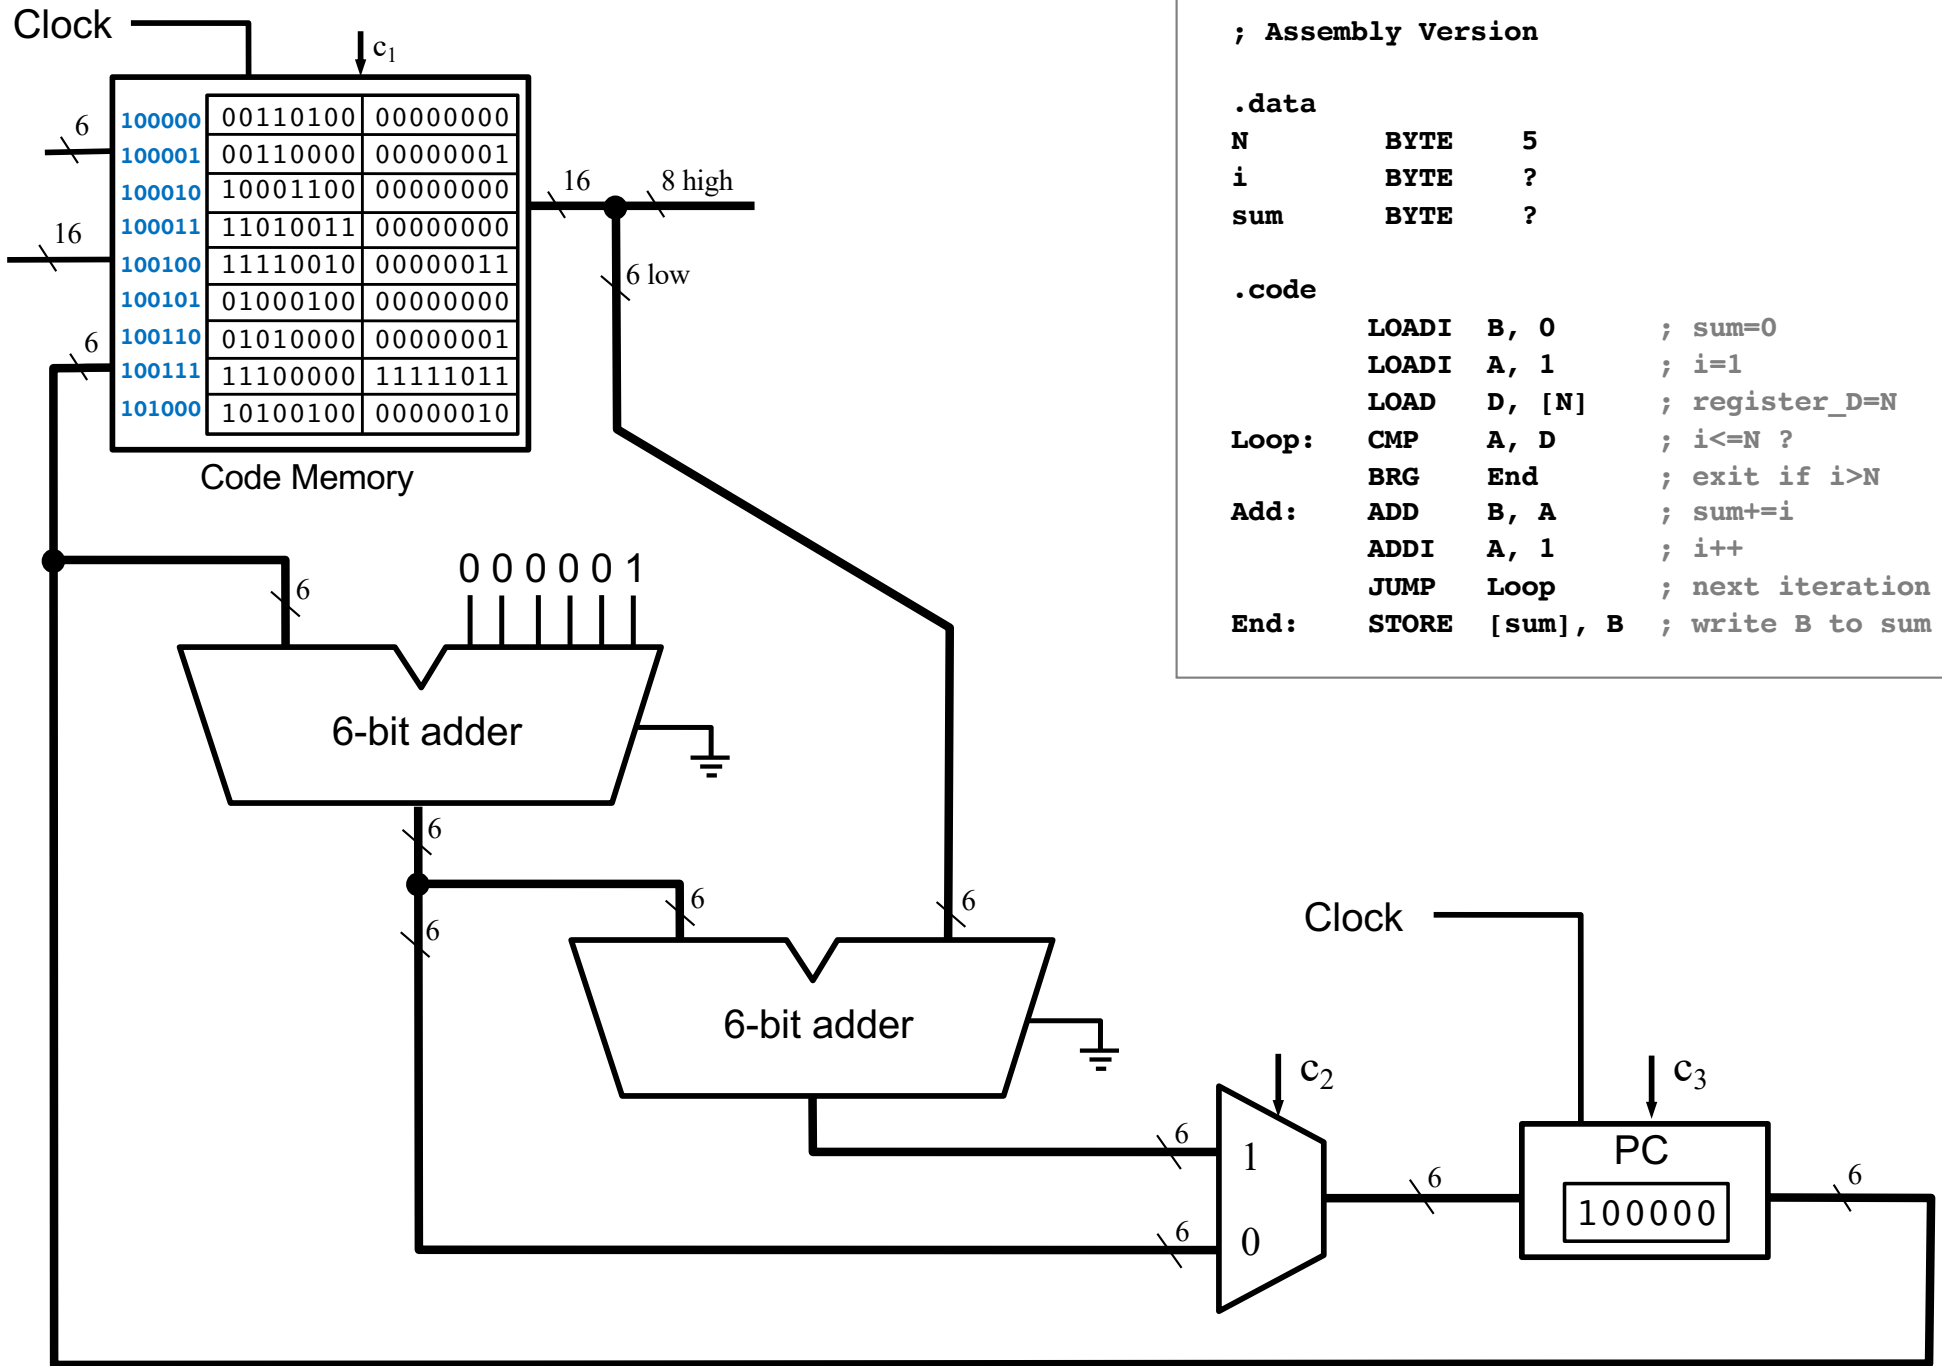 Clock
c1
6
16
6
100000 00110100 00000000
100001 00110000 00000001
100010 10001100 00000000
100011 11010011 00000000
100100 11110010 00000011
100101 01000100 00000000
100110 01010000 00000001
100111 11100000 11111011
101000 10100100 00000010
Code Memory
16
8 high
6 low
; Assembly Version
.data
N BYTE 5
i BYTE ?
sum BYTE ?
.code
LOADI B, 0 ; sum=0
LOADI A, 1 ; i=1
LOAD D, [N] ; register_D=N
Loop: CMP A, D ; i<=N ?
BRG End ; exit if i>N
Add: ADD B, A ; sum+=i
ADDI A, 1 ; i++
JUMP Loop ; next iteration
End: STORE [sum], B ; write B to sum
6
0 0 0 0 0 1
6-bit adder
6
6
6
6
6-bit adder
Clock
c2
c3
6
1
6
0
6
PC
100000
6